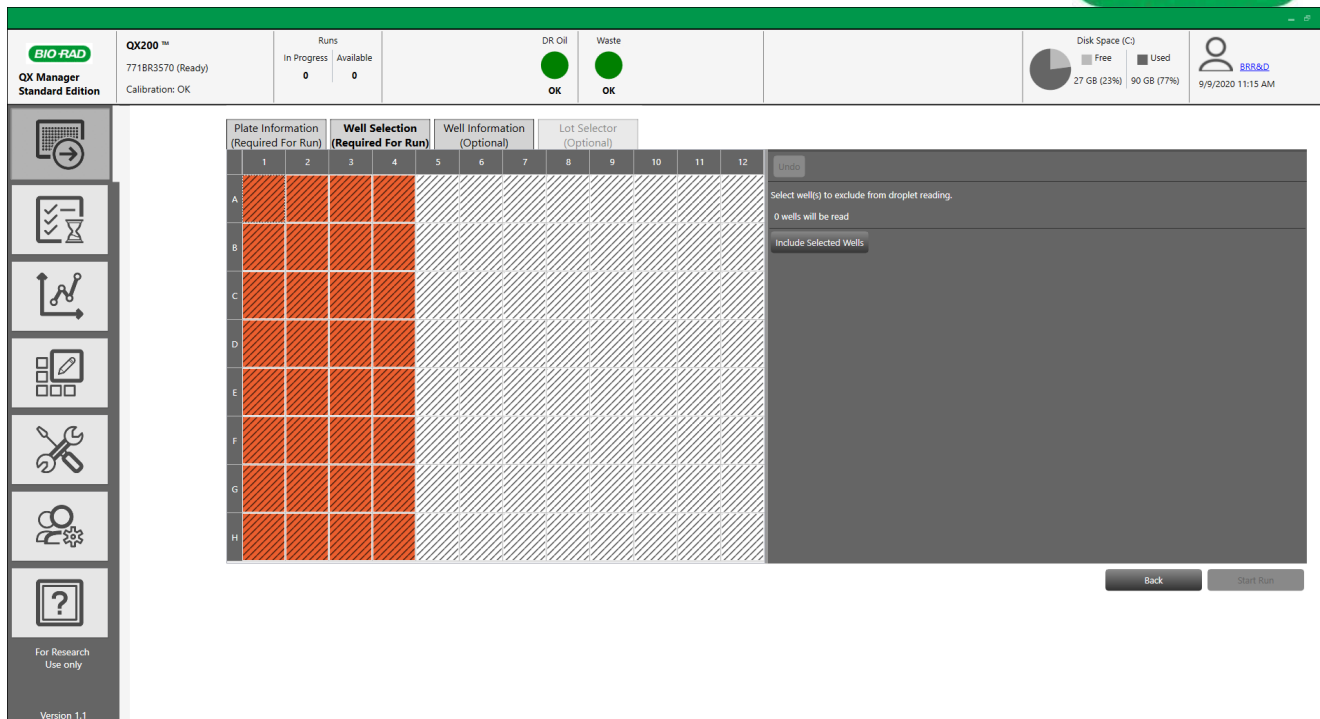 BIO-RAD
QX Manager
Standard Edition
QX200 ™
771BR3570 (Ready)
Calibration: OK
Runs
In Progress Available
0 0
DR Oil
OK
Waste
OK
Disk Space (C:)
Free Used
27 GB (23%) 90 GB (77%)
BRR&D
9/9/2020 11:15 AM
Plate Information
(Required For Run)
Well Selection
(Required For Run)
Well Information
(Optional)
Lot Selector
(Optional)
1 2 3 4 5 6 7 8 9 10 11 12
A
B
C
D
E
F
G
H
Undo
Select well(s) to exclude from droplet reading.
0 wells will be read
Include Selected Wells
Back
Start Run
?
For Research
Use only
Version 1.1